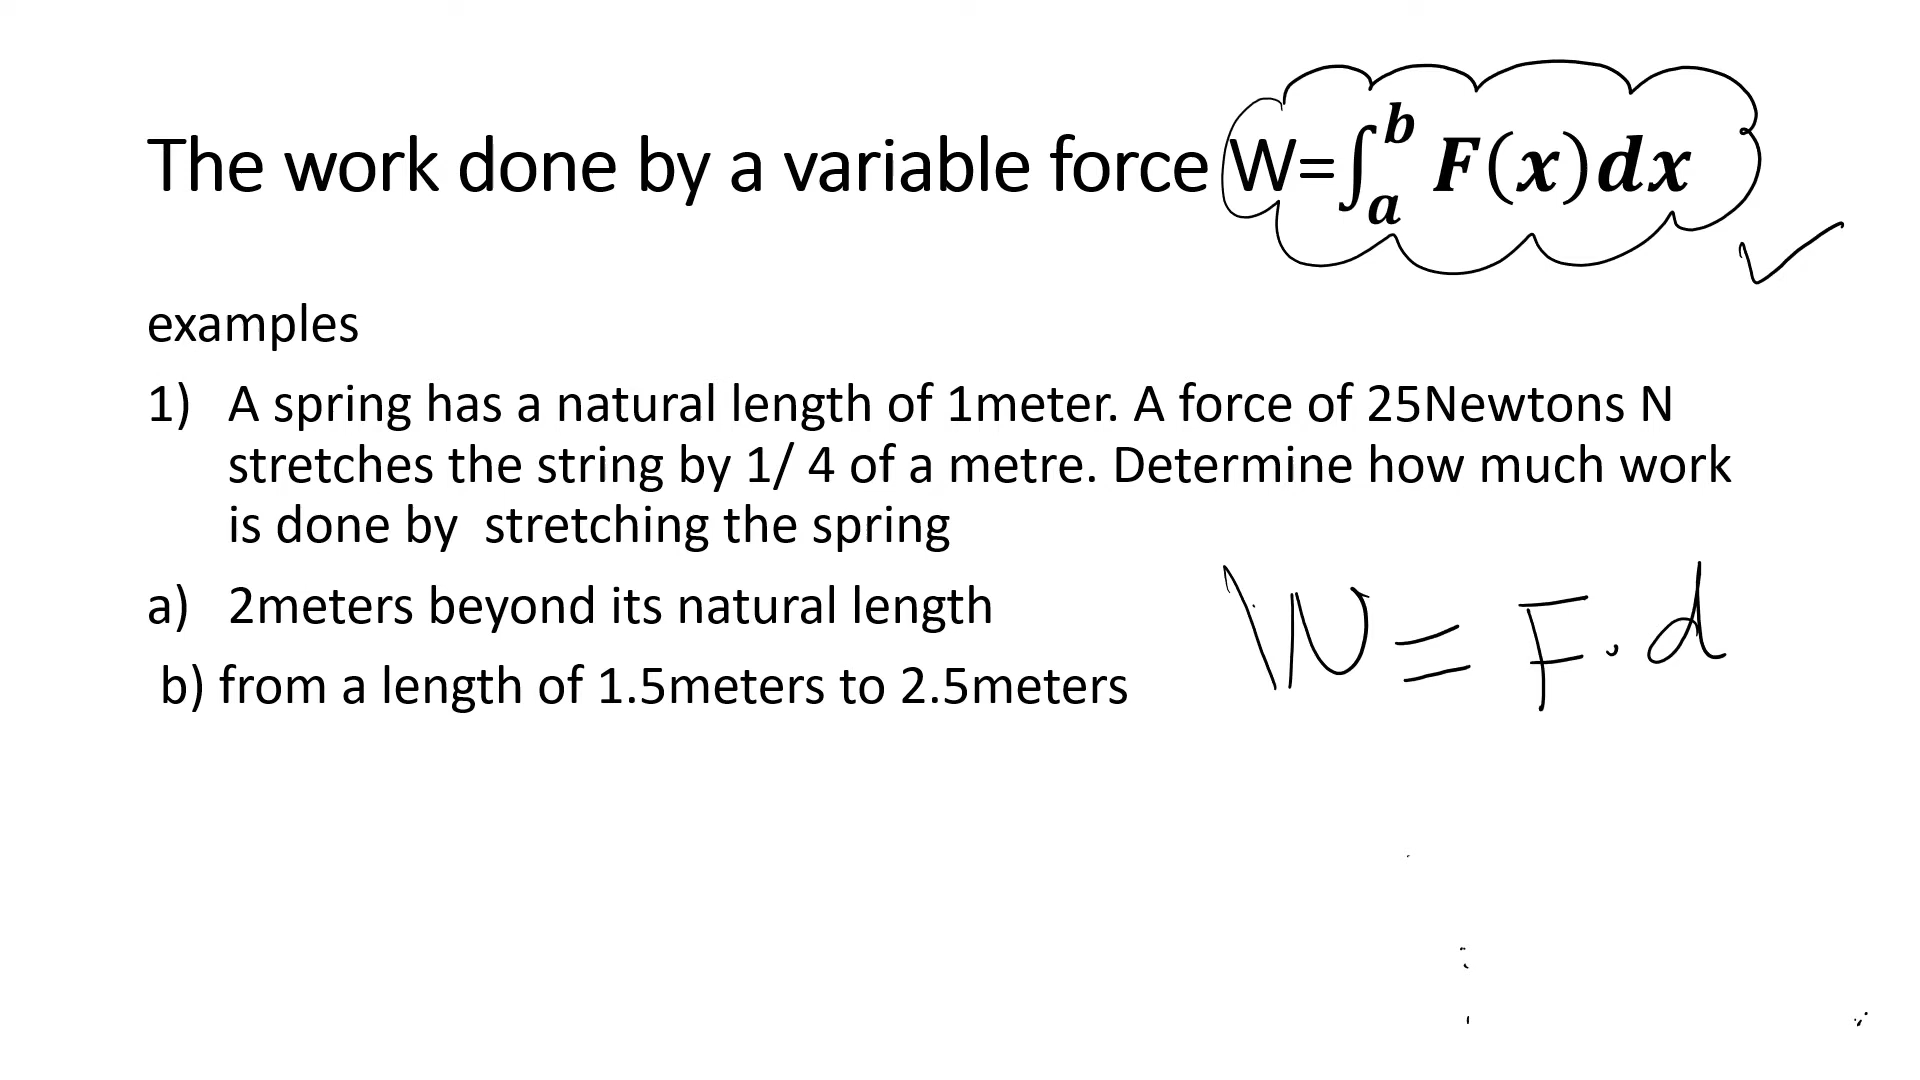 The work done by a variable force W=∫ₐᵇ F(x)dx
examples
1) A spring has a natural length of 1meter. A force of 25Newtons N
stretches the string by 1/ 4 of a metre. Determine how much work
is done by  stretching the spring
a) 2meters beyond its natural length
b) from a length of 1.5meters to 2.5meters
W = F . d